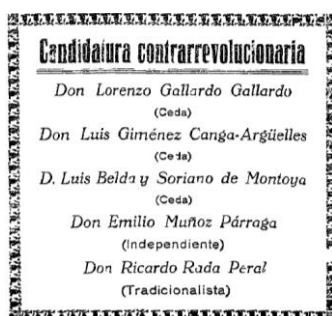 Candidatura contrarrevolucionaria
Don Lorenzo Gallardo Gallardo
(Ceda)
Don Luis Giménez Canga-Argüelles
(Ceda)
D. Luis Belda y Soriano de Montoya
(Ceda)
Don Emilio Muñoz Párraga
(Independiente)
Don Ricardo Rada Peral
(Tradicionalista)